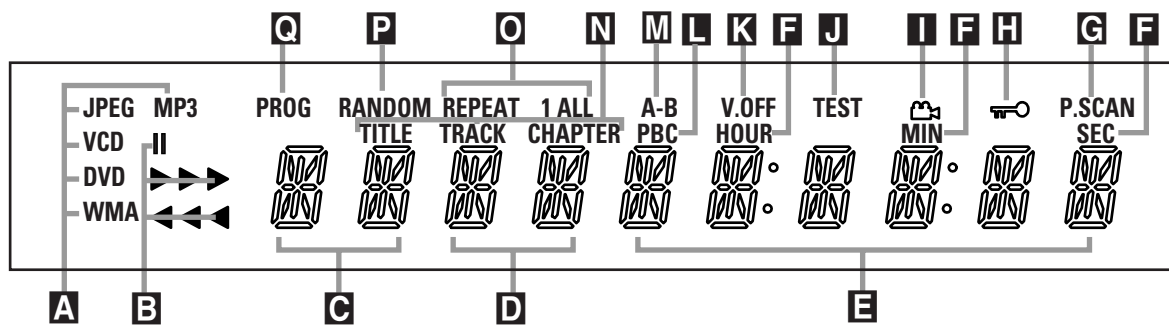 Q P O N M L K F J I F H G F
JPEG MP3 PROG RANDOM REPEAT 1 ALL A-B V.OFF TEST P.SCAN
TITLE TRACK CHAPTER PBC HOUR MIN SEC
VCD
DVD
WMA
A B C D E